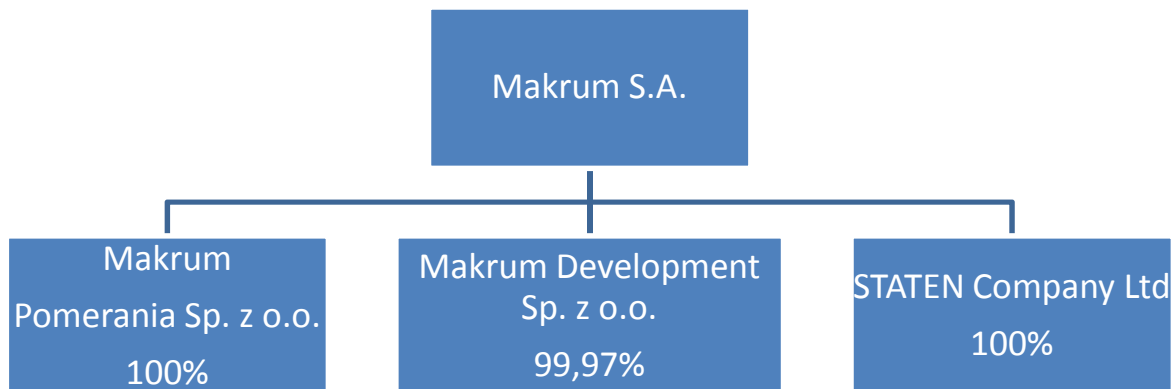 Makrum S.A.
Makrum
Pomerania Sp. z o.o.
100%
Makrum Development
Sp. z o.o.
99,97%
STATEN Company Ltd
100%